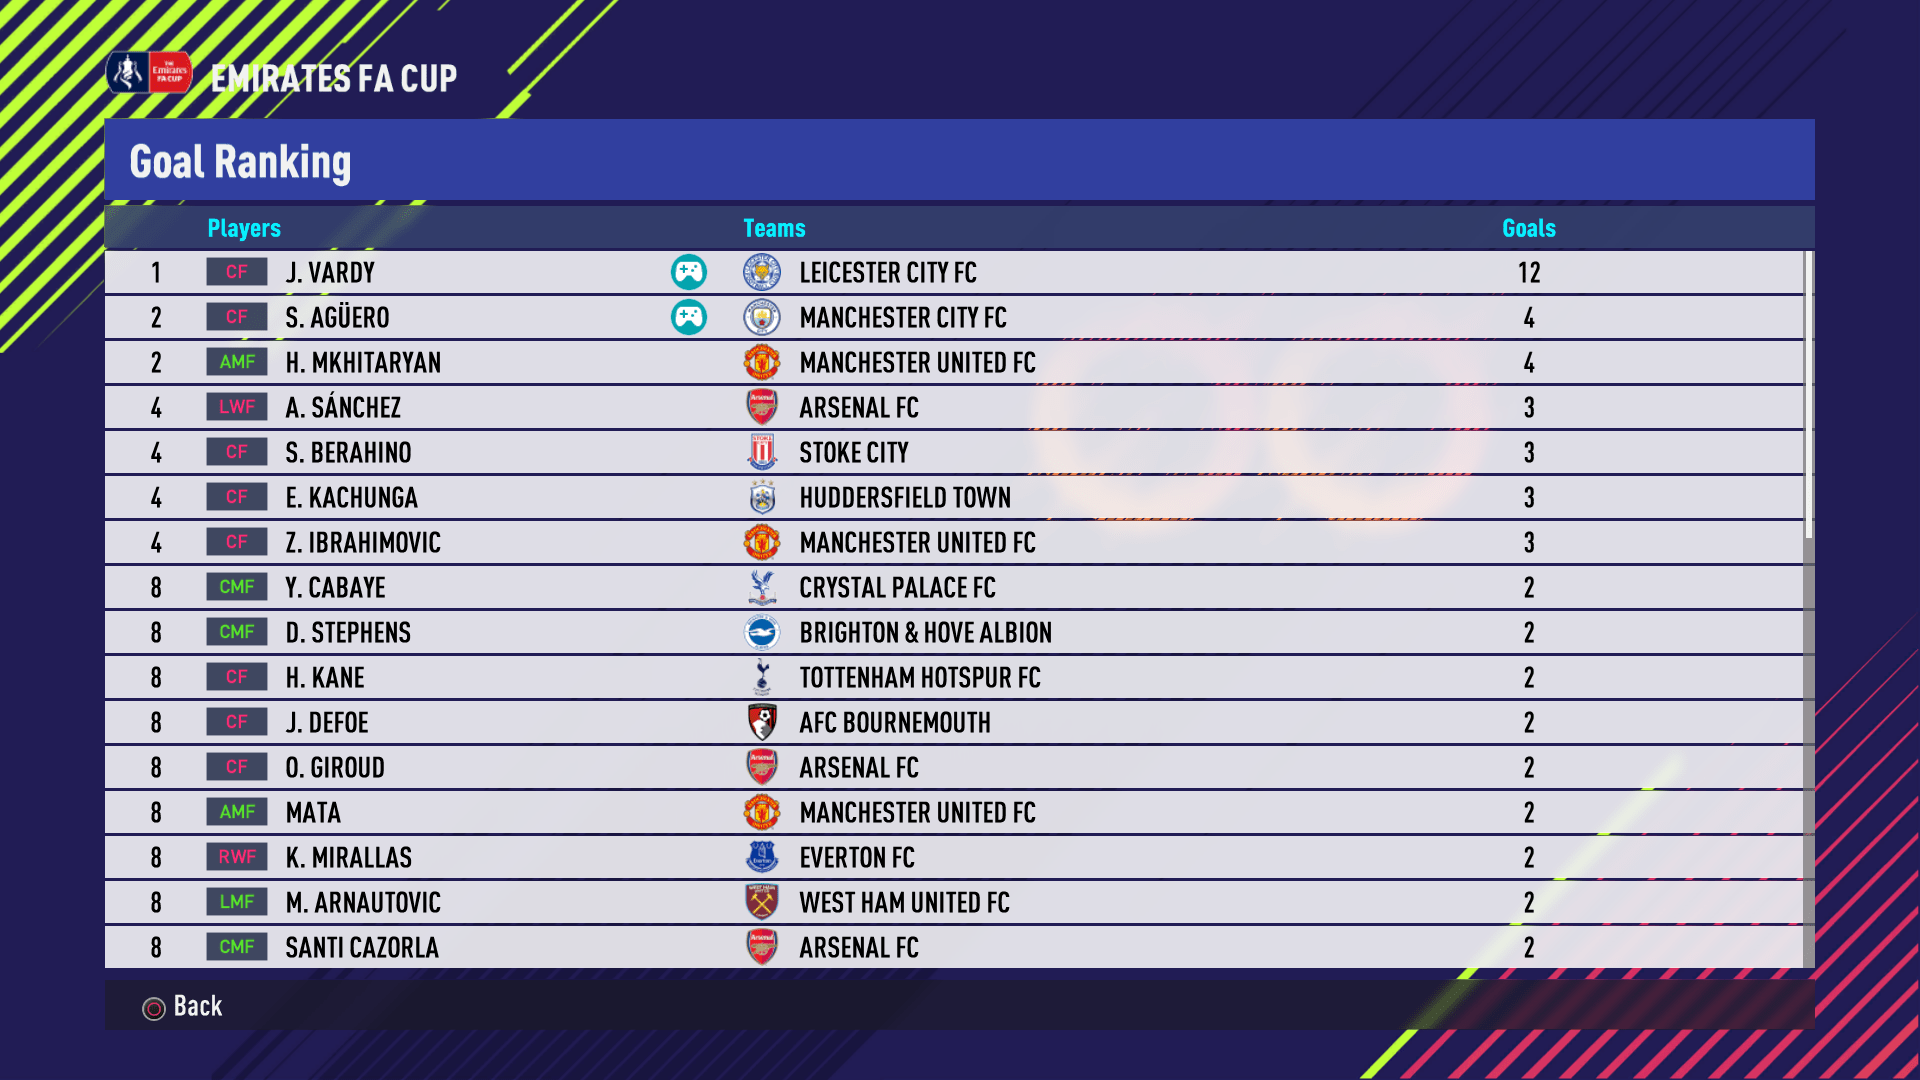 THE Emirates FA CUP
EMIRATES FA CUP
Goal Ranking
Players Teams Goals
1 CF J. VARDY LEICESTER CITY FC 12
2 CF S. AGÜERO MANCHESTER CITY FC 4
2 AMF H. MKHITARYAN MANCHESTER UNITED FC 4
4 LWF A. SÁNCHEZ ARSENAL FC 3
4 CF S. BERAHINO STOKE CITY 3
4 CF E. KACHUNGA HUDDERSFIELD TOWN 3
4 CF Z. IBRAHIMOVIC MANCHESTER UNITED FC 3
8 CMF Y. CABAYE CRYSTAL PALACE FC 2
8 CMF D. STEPHENS BRIGHTON & HOVE ALBION 2
8 CF H. KANE TOTTENHAM HOTSPUR FC 2
8 CF J. DEFOE AFC BOURNEMOUTH 2
8 CF O. GIROUD ARSENAL FC 2
8 AMF MATA MANCHESTER UNITED FC 2
8 RWF K. MIRALLAS EVERTON FC 2
8 LMF M. ARNAUTOVIC WEST HAM UNITED FC 2
8 CMF SANTI CAZORLA ARSENAL FC 2
Back